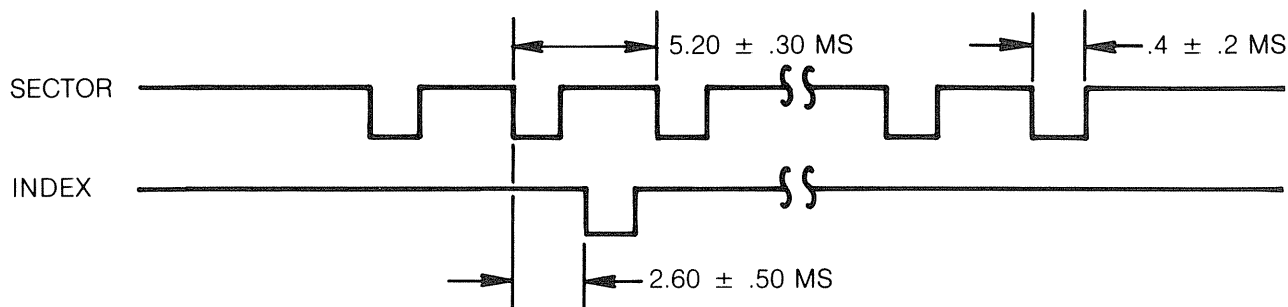 5.20 ± .30 MS
.4 ± .2 MS
SECTOR
INDEX
2.60 ± .50 MS